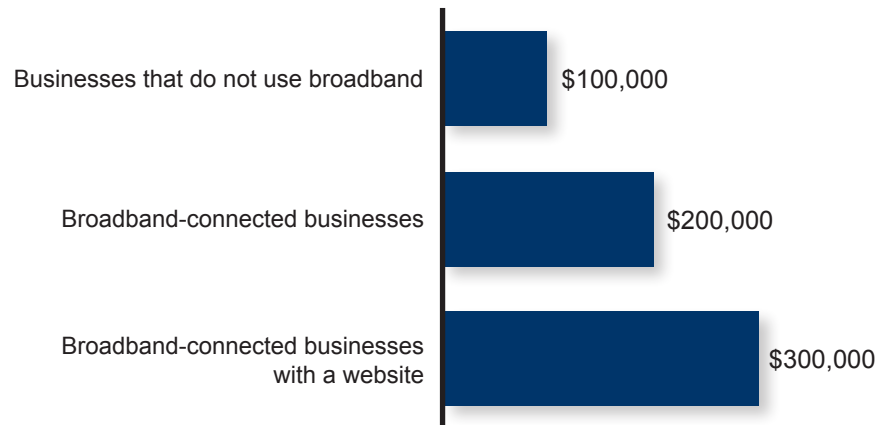 Businesses that do not use broadband
$100,000
Broadband-connected businesses
$200,000
Broadband-connected businesses
with a website
$300,000